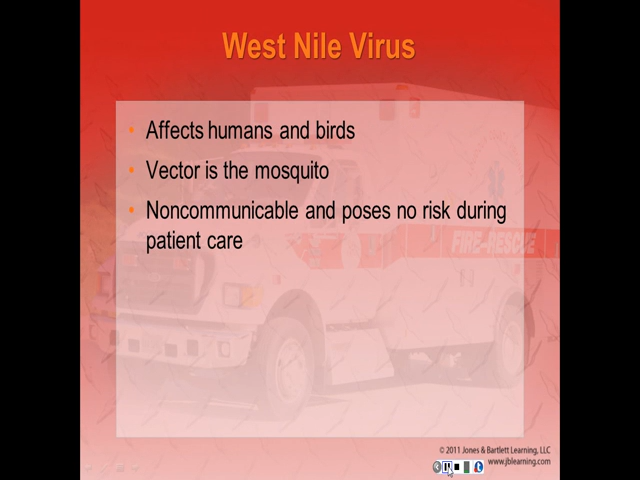 West Nile Virus
• Affects humans and birds
• Vector is the mosquito
• Noncommunicable and poses no risk during
patient care
FIRE-RESCUE
© 2011 Jones & Bartlett Learning, LLC
www.jblearning.com